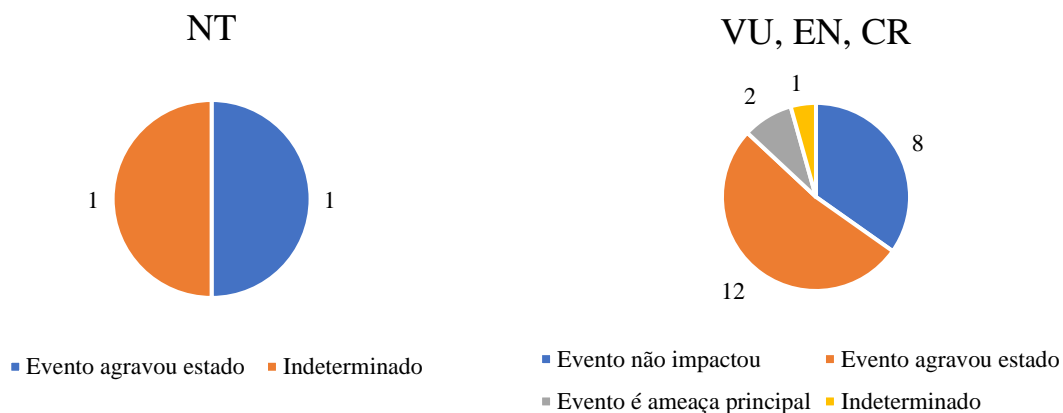 NT
1
1
Evento agravou estado
Indeterminado
VU, EN, CR
1
2
8
12
Evento não impactou
Evento agravou estado
Evento é ameaça principal
Indeterminado